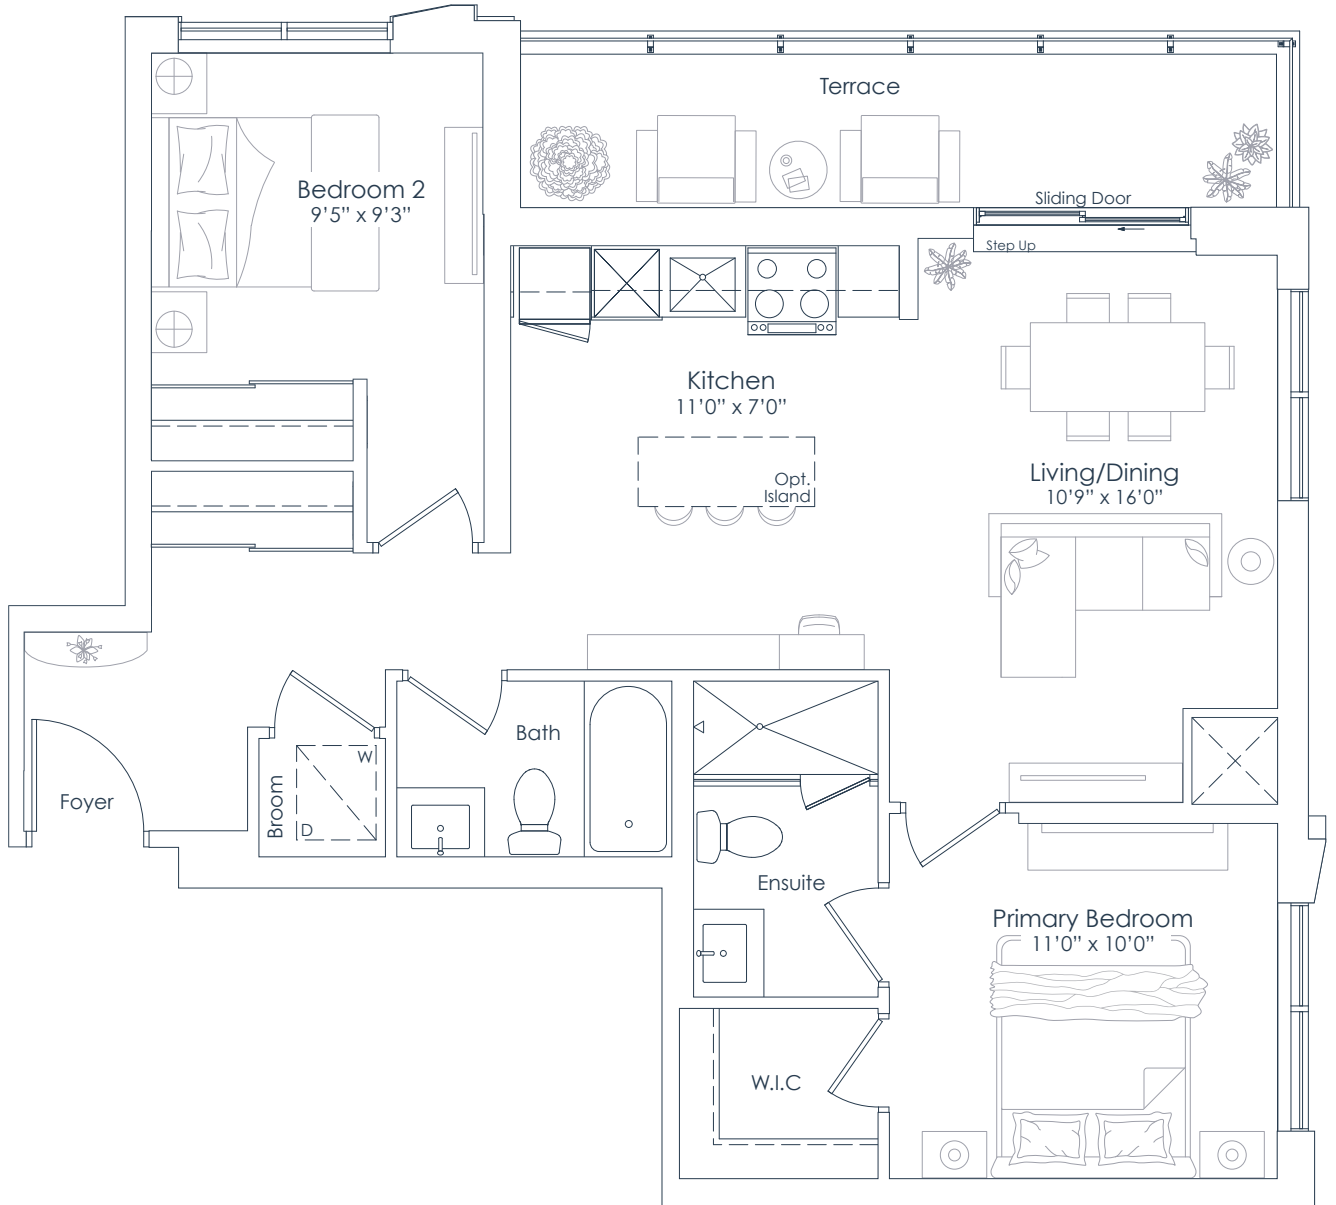 Terrace
Bedroom 2
9’5” x 9’3”
Sliding Door
Step Up
Kitchen
11’0” x 7’0”
Opt.
Island
Living/Dining
10’9” x 16’0”
Bath
W
Broom
D
Foyer
Ensuite
Primary Bedroom
11’0” x 10’0”
W.I.C